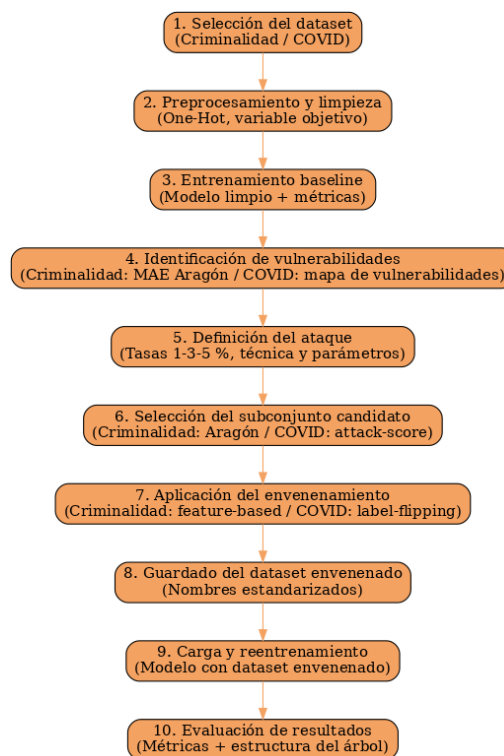 1. Selección del dataset
(Criminalidad / COVID)
2. Preprocesamiento y limpieza
(One-Hot, variable objetivo)
3. Entrenamiento baseline
(Modelo limpio + métricas)
4. Identificación de vulnerabilidades
(Criminalidad: MAE Aragón / COVID: mapa de vulnerabilidades)
5. Definición del ataque
(Tasas 1-3-5 %, técnica y parámetros)
6. Selección del subconjunto candidato
(Criminalidad: Aragón / COVID: attack-score)
7. Aplicación del envenenamiento
(Criminalidad: feature-based / COVID: label-flipping)
8. Guardado del dataset envenenado
(Nombres estandarizados)
9. Carga y reentrenamiento
(Modelo con dataset envenenado)
10. Evaluación de resultados
(Métricas + estructura del árbol)